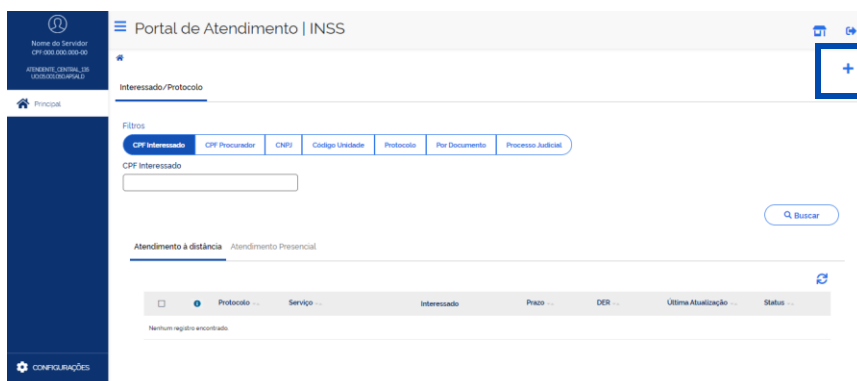 Portal de Atendimento | INSS
Nome do Servidor
CPF:000.000.000-00
ATENDENTE_CENTRAL_135
Principal
Interessado/Protocolo
Filtros
CPF Interessado CPF Procurador CNPJ Código Unidade Protocolo Por Documento Processo Judicial
CPF Interessado
Buscar
Atendimento à distância Atendimento Presencial
Protocolo Serviço Interessado Prazo DER Última Atualização Status
Nenhum registro encontrado.
CONFIGURAÇÕES